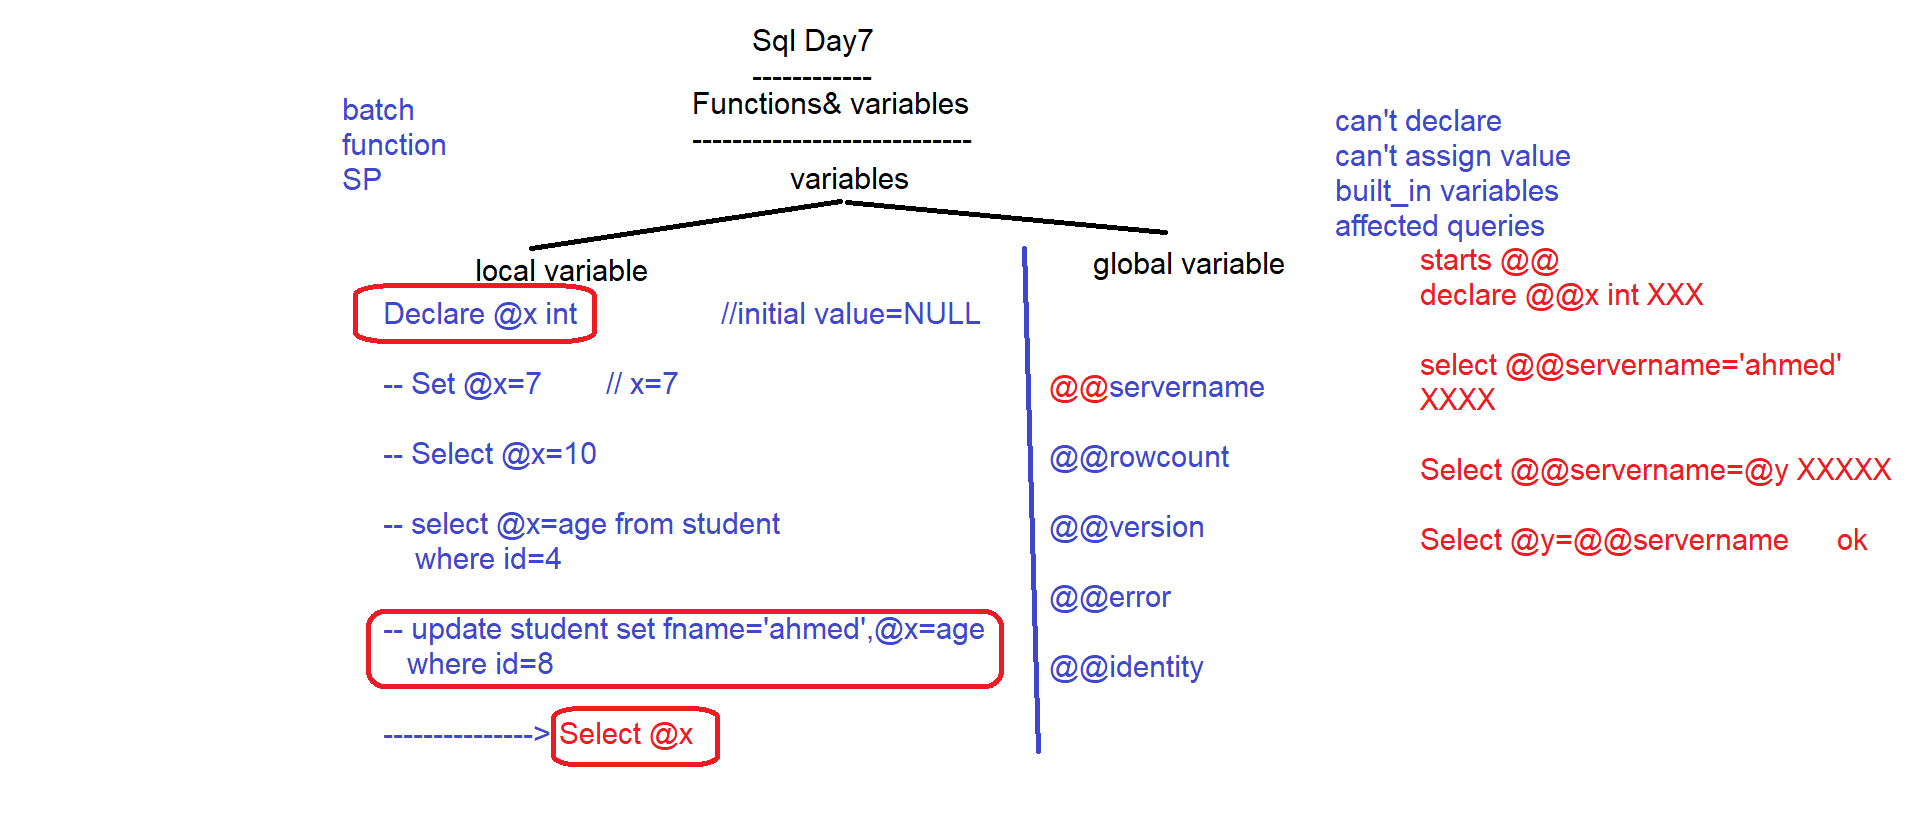 Sql Day7
------------
Functions& variables
----------------------------
variables
batch
function
SP
local variable
Declare @x int //initial value=NULL
-- Set @x=7 // x=7
-- Select @x=10
-- select @x=age from student
where id=4
-- update student set fname='ahmed',@x=age
where id=8
---------------> Select @x
global variable
@@servername
@@rowcount
@@version
@@error
@@identity
can't declare
can't assign value
built_in variables
affected queries
starts @@
declare @@x int XXX
select @@servername='ahmed'
XXXX
Select @@servername=@y XXXXX
Select @y=@@servername ok